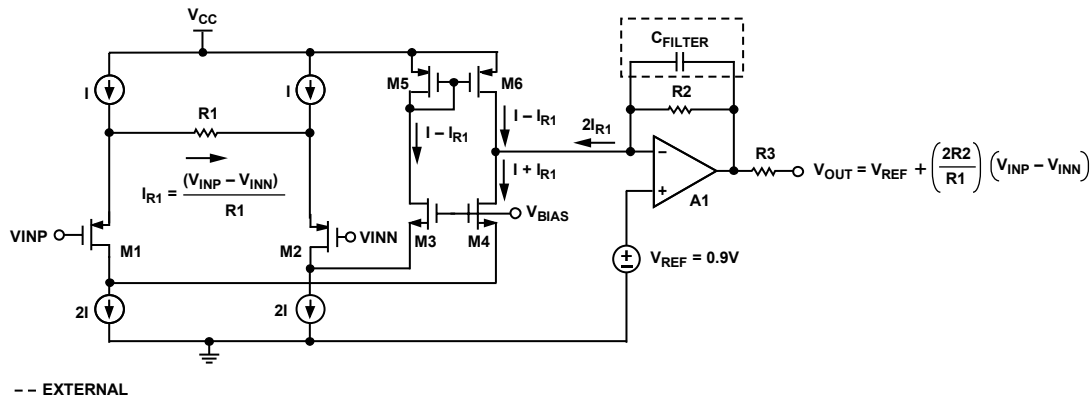 VCC
CFILTER
M5
M6
I
I
R1
R2
I – IR1
I – IR1
2IR1
IR1 = (VINP – VINN)
R1
I + IR1
–
+
A1
R3
VOUT = VREF + (2R2/R1) (VINP – VINN)
VINP
M1
M2
VINN
M3
M4
VBIAS
VREF = 0.9V
+
–
2I
2I
– – EXTERNAL